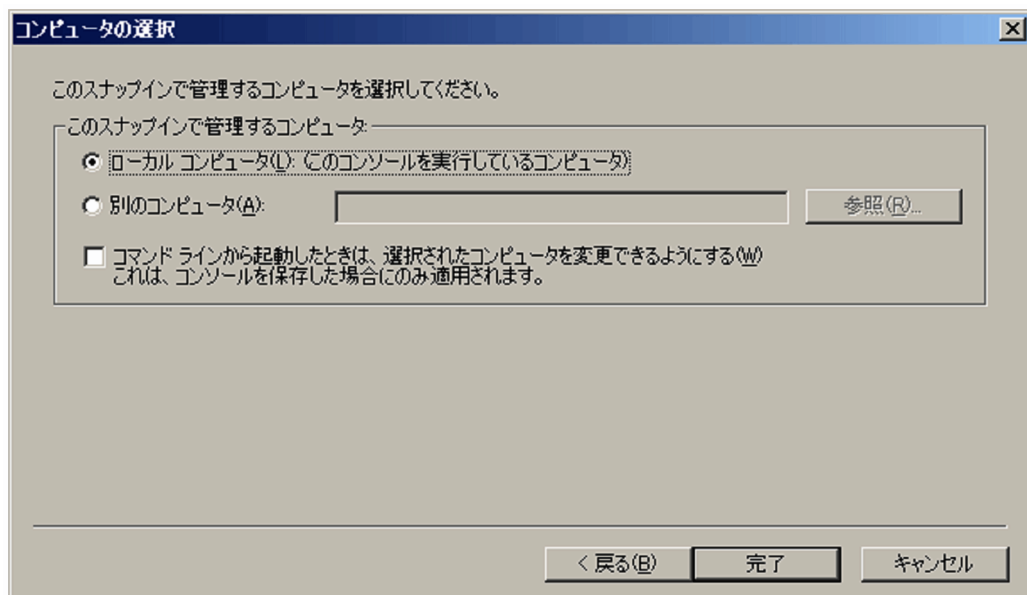 コンピュータの選択
このスナップインで管理するコンピュータを選択してください。
このスナップインで管理するコンピュータ:
ローカル コンピュータ(L): (このコンソールを実行しているコンピュータ)
別のコンピュータ(A):
参照(R)...
コマンド ラインから起動したときは、選択されたコンピュータを変更できるようにする(W)
これは、コンソールを保存した場合にのみ適用されます。
< 戻る(B)
完了
キャンセル